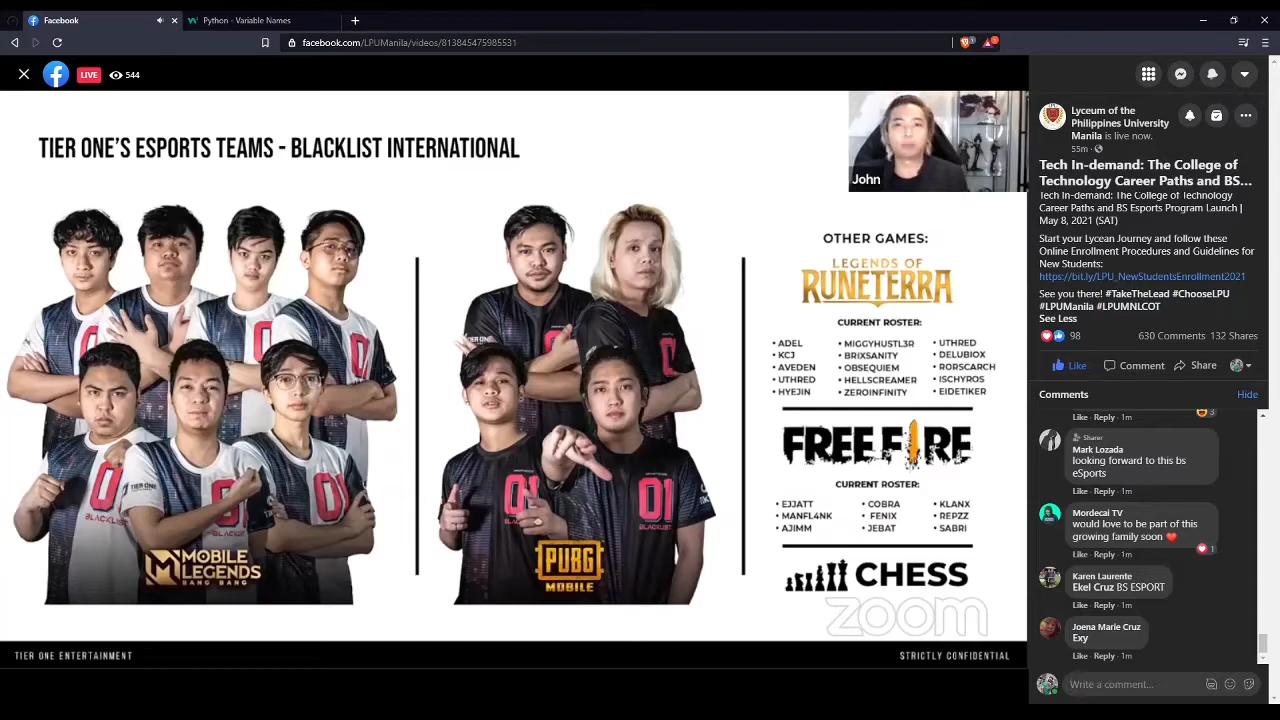 Facebook
Python - Variable Names
facebook.com/LPUManila/videos/813845475985531
LIVE
544
TIER ONE'S ESPORTS TEAMS - BLACKLIST INTERNATIONAL
John
01
BLACKLIST
TIER ONE
MOBILE
LEGENDS
BANG BANG
01
BLACKLIST
PUBG
MOBILE
OTHER GAMES:
LEGENDS OF
RUNETERRA
CURRENT ROSTER:
• ADEL
• KCJ
• AVEDEN
• UTHRED
• HYEJIN
• MIGGYHUSTL3R
• BRIXSANITY
• OBSEQUIEM
• HELLSCREAMER
• ZEROINFINITY
• UTHRED
• DELUBIOX
• RORSCARCH
• ISCHYROS
• EIDETIKER
FREE FIRE
CURRENT ROSTER:
• EJJATT
• MANFL4NK
• AJIMM
• COBRA
• FENIX
• JEBAT
• KLANX
• REPZZ
• SABRI
CHESS
zoom
TIER ONE ENTERTAINMENT
STRICTLY CONFIDENTIAL
Lyceum of the
Philippines University
Manila is live now.
55m ·
Tech In-demand: The College of
Technology Career Paths and BS...
Tech In-demand: The College of Technology
Career Paths and BS Esports Program Launch |
May 8, 2021 (SAT)
Start your Lycean Journey and follow these
Online Enrollment Procedures and Guidelines for
New Students:
https://bit.ly/LPU_NewStudentsEnrollment2021
See you there! #TakeTheLead #ChooseLPU
#LPUManila #LPUMNLCOT
See Less
98
630 Comments 132 Shares
Like Comment Share
Comments
Hide
3
Like · Reply · 1m
Sharer
Mark Lozada
looking forward to this bs
eSports
Like · Reply · 1m
Mordecai TV
would love to be part of this
growing family soon ❤
1
Like · Reply · 1m
Karen Laurente
Ekel Cruz BS ESPORT
Like · Reply · 1m
Joena Marie Cruz
Exy
Like · Reply · 1m
Write a comment...